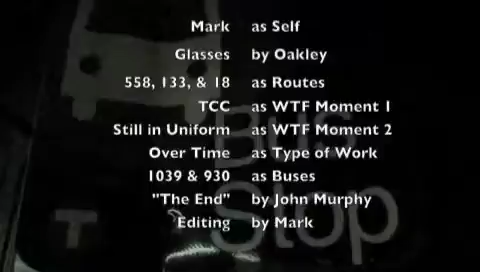 Mark as Self
Glasses by Oakley
558, 133, & 18 as Routes
TCC as WTF Moment 1
Still in Uniform as WTF Moment 2
Over Time as Type of Work
1039 & 930 as Buses
"The End" by John Murphy
Editing by Mark
Bus
Stop
T